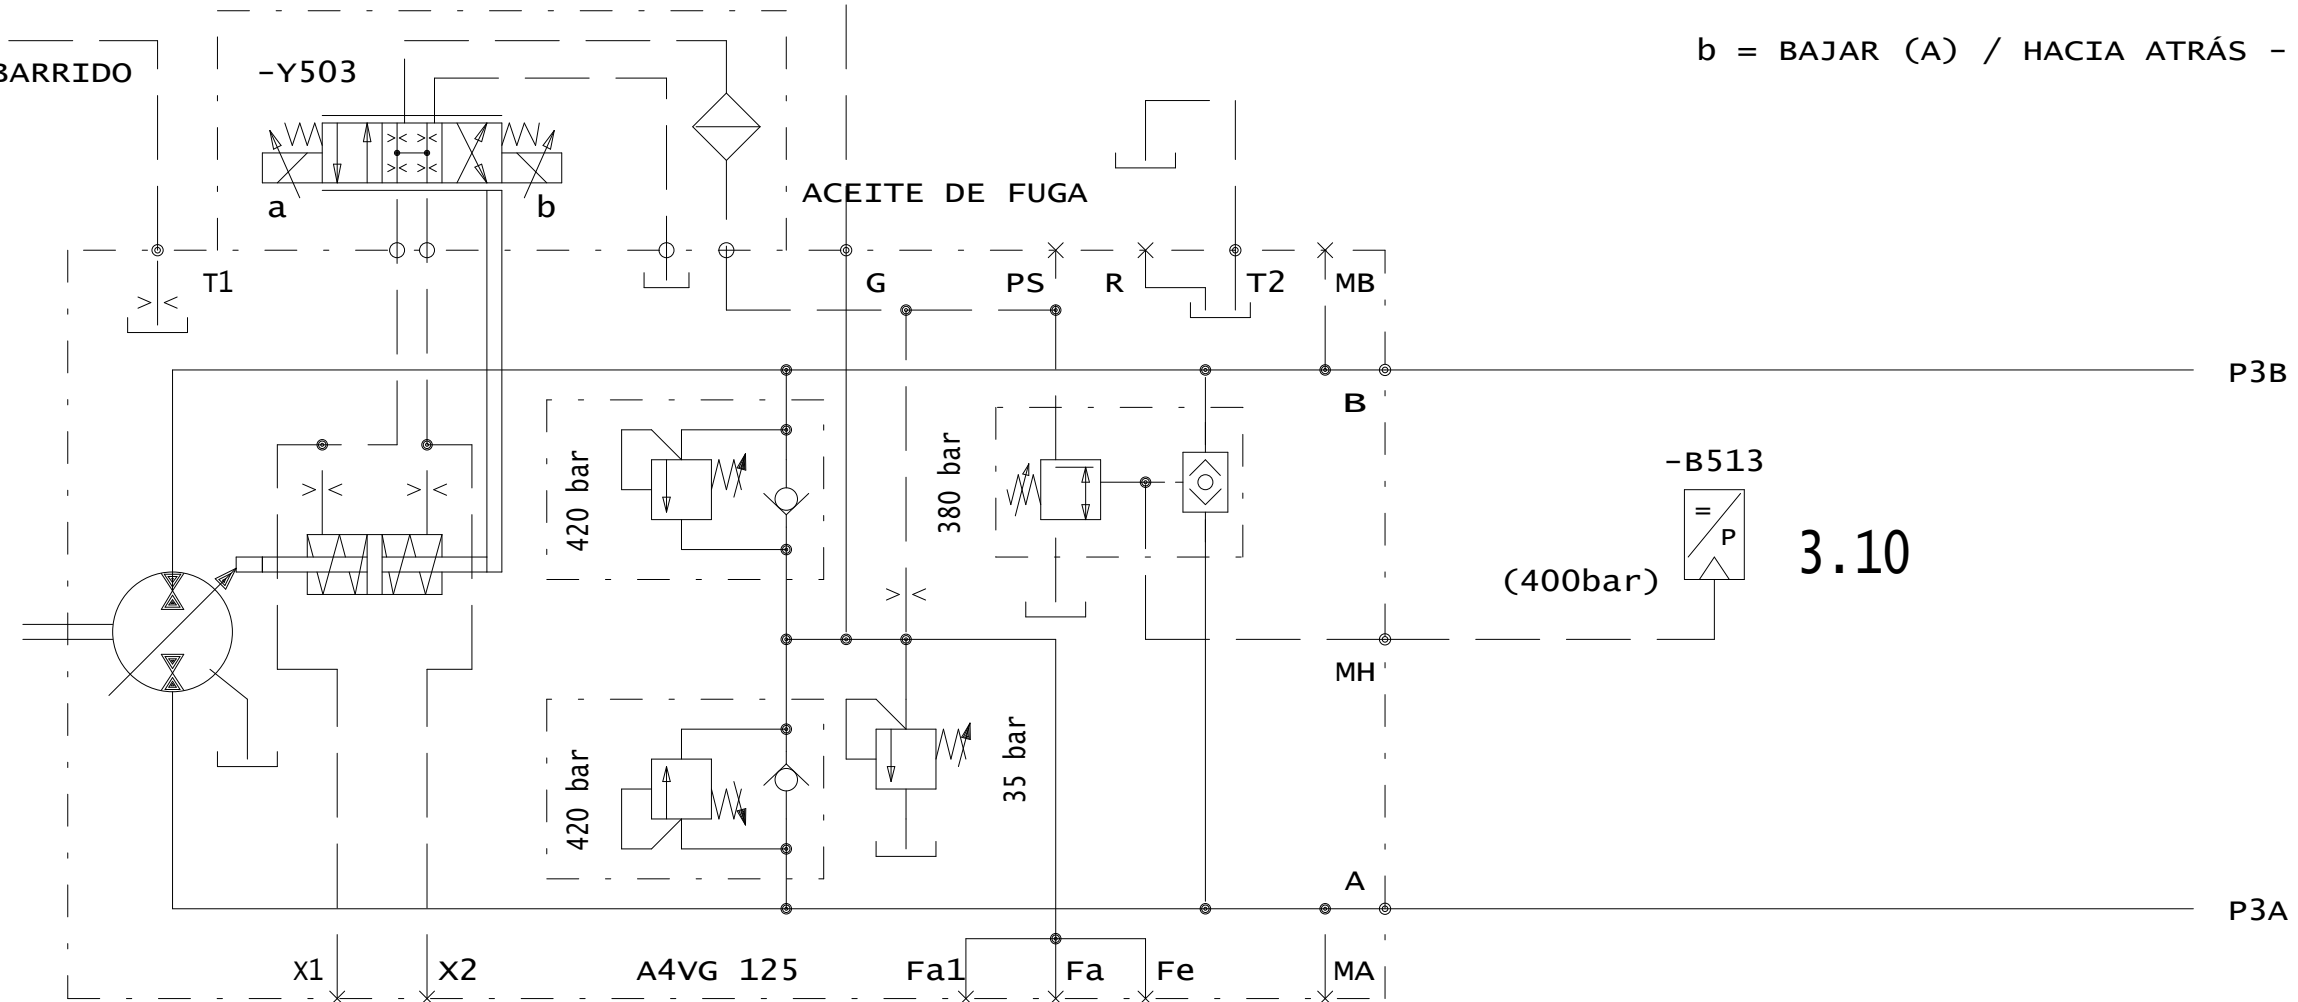 b = BAJAR (A) / HACIA ATRÁS -
BARRIDO
-Y503
a
b
ACEITE DE FUGA
T1
G
PS
R
T2
MB
P3B
B
420 bar
380 bar
-B513
=
P
3.10
(400bar)
MH
420 bar
35 bar
A
P3A
X1
X2
A4VG 125
Fa1
Fa
Fe
MA